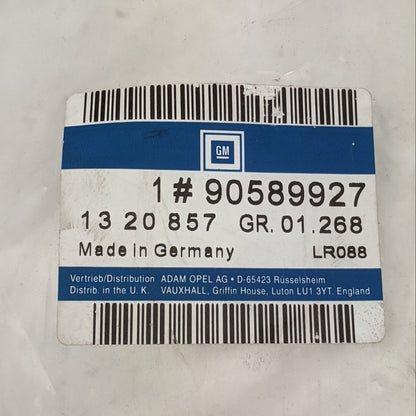 GM
1 # 90589927
13 20 857 GR. 01.268
Made in Germany LR088
Vertrieb/Distribution ADAM OPEL AG • D-65423 Rüsselsheim
Distrib. in the U. K. VAUXHALL, Griffin House, Luton LU1 3YT. England